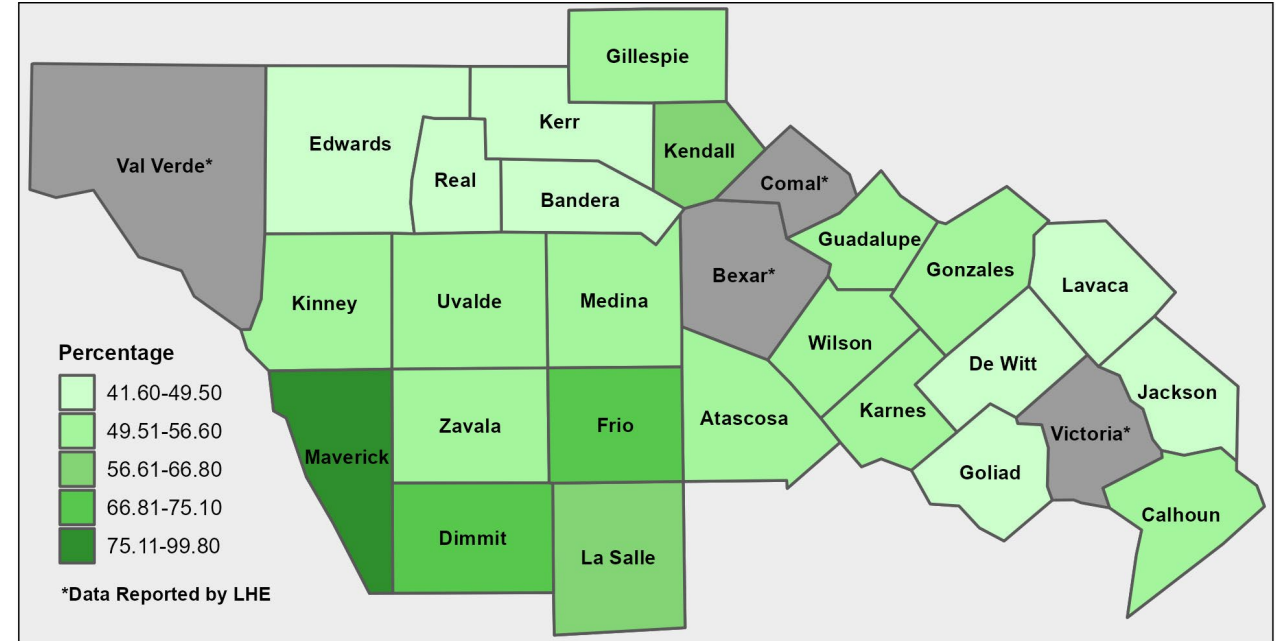 Gillespie
Kerr
Edwards
Kendall
Val Verde*
Real
Comal*
Bandera
Guadalupe
Gonzales
Bexar*
Lavaca
Kinney
Uvalde
Medina
Wilson
Percentage
De Witt
41.60-49.50
Jackson
Karnes
Atascosa
Zavala
Frio
49.51-56.60
Victoria*
Maverick
56.61-66.80
Goliad
66.81-75.10
Calhoun
Dimmit
75.11-99.80
La Salle
*Data Reported by LHE